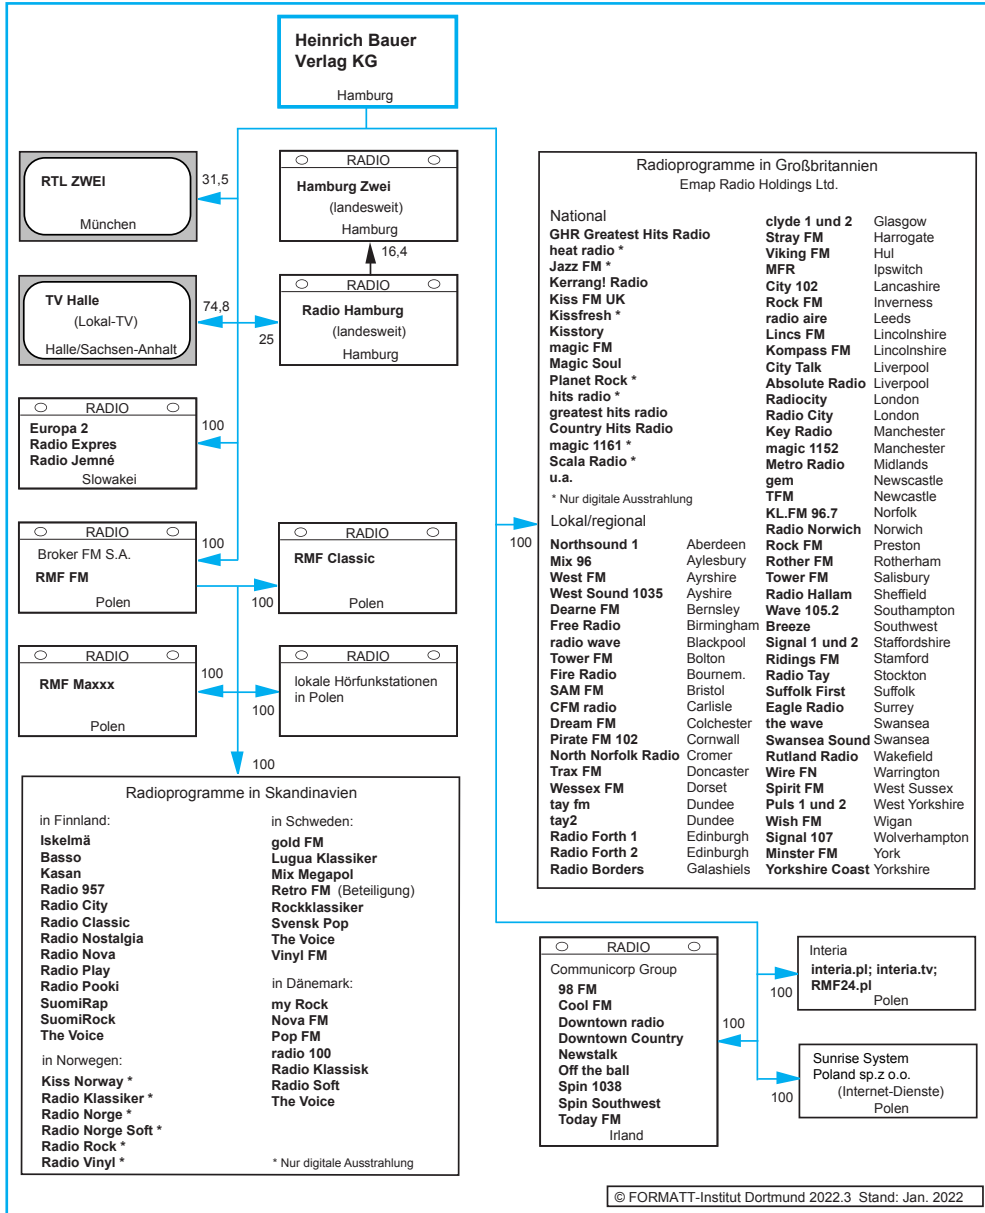 Heinrich Bauer
Verlag KG
Hamburg
RTL ZWEI
München
31,5
RADIO
Hamburg Zwei
(landesweit)
Hamburg
16,4
TV Halle
(Lokal-TV)
Halle/Sachsen-Anhalt
74,8
25
RADIO
Radio Hamburg
(landesweit)
Hamburg
RADIO
Europa 2
Radio Expres
Radio Jemné
Slowakei
100
RADIO
Broker FM S.A.
RMF FM
Polen
100
RADIO
RMF Classic
Polen
100
RADIO
RMF Maxxx
Polen
100
RADIO
lokale Hörfunkstationen
in Polen
100
100
Radioprogramme in Skandinavien
in Finnland:
Iskelmä
Basso
Kasan
Radio 957
Radio City
Radio Classic
Radio Nostalgia
Radio Nova
Radio Play
Radio Pooki
SuomiRap
SuomiRock
The Voice
in Norwegen:
Kiss Norway *
Radio Klassiker *
Radio Norge *
Radio Norge Soft *
Radio Rock *
Radio Vinyl *
in Schweden:
gold FM
Lugua Klassiker
Mix Megapol
Retro FM (Beteiligung)
Rockklassiker
Svensk Pop
The Voice
Vinyl FM
in Dänemark:
my Rock
Nova FM
Pop FM
radio 100
Radio Klassisk
Radio Soft
The Voice
* Nur digitale Ausstrahlung
Radioprogramme in Großbritannien
Emap Radio Holdings Ltd.
100
National
GHR Greatest Hits Radio
heat radio *
Jazz FM *
Kerrang! Radio
Kiss FM UK
Kissfresh *
Kisstory
magic FM
Magic Soul
Planet Rock *
hits radio *
greatest hits radio
Country Hits Radio
magic 1161 *
Scala Radio *
u.a.
* Nur digitale Ausstrahlung
Lokal/regional
Northsound 1 Aberdeen
Mix 96 Aylesbury
West FM Ayrshire
West Sound 1035 Ayshire
Dearne FM Bernsley
Free Radio Birmingham
radio wave Blackpool
Tower FM Bolton
Fire Radio Bournem.
SAM FM Bristol
CFM radio Carlisle
Dream FM Colchester
Pirate FM 102 Cornwall
North Norfolk Radio Cromer
Trax FM Doncaster
Wessex FM Dorset
tay fm Dundee
tay2 Dundee
Radio Forth 1 Edinburgh
Radio Forth 2 Edinburgh
Radio Borders Galashiels
clyde 1 und 2 Glasgow
Stray FM Harrogate
Viking FM Hul
MFR Ipswitch
City 102 Lancashire
Rock FM Inverness
radio aire Leeds
Lincs FM Lincolnshire
Kompass FM Lincolnshire
City Talk Liverpool
Absolute Radio Liverpool
Radiocity London
Radio City London
Key Radio Manchester
magic 1152 Manchester
Metro Radio Midlands
gem Newscastle
TFM Newcastle
KL.FM 96.7 Norfolk
Radio Norwich Norwich
Rock FM Preston
Rother FM Rotherham
Tower FM Salisbury
Radio Hallam Sheffield
Wave 105.2 Southampton
Breeze Southwest
Signal 1 und 2 Staffordshire
Ridings FM Stamford
Radio Tay Stockton
Suffolk First Suffolk
Eagle Radio Surrey
the wave Swansea
Swansea Sound Swansea
Rutland Radio Wakefield
Wire FN Warrington
Spirit FM West Sussex
Puls 1 und 2 West Yorkshire
Wish FM Wigan
Signal 107 Wolverhampton
Minster FM York
Yorkshire Coast Yorkshire
RADIO
Communicorp Group
98 FM
Cool FM
Downtown radio
Downtown Country
Newstalk
Off the ball
Spin 1038
Spin Southwest
Today FM
Irland
100
Interia
interia.pl; interia.tv;
RMF24.pl
Polen
100
Sunrise System
Poland sp.z o.o.
(Internet-Dienste)
Polen
100
© FORMATT-Institut Dortmund 2022.3 Stand: Jan. 2022